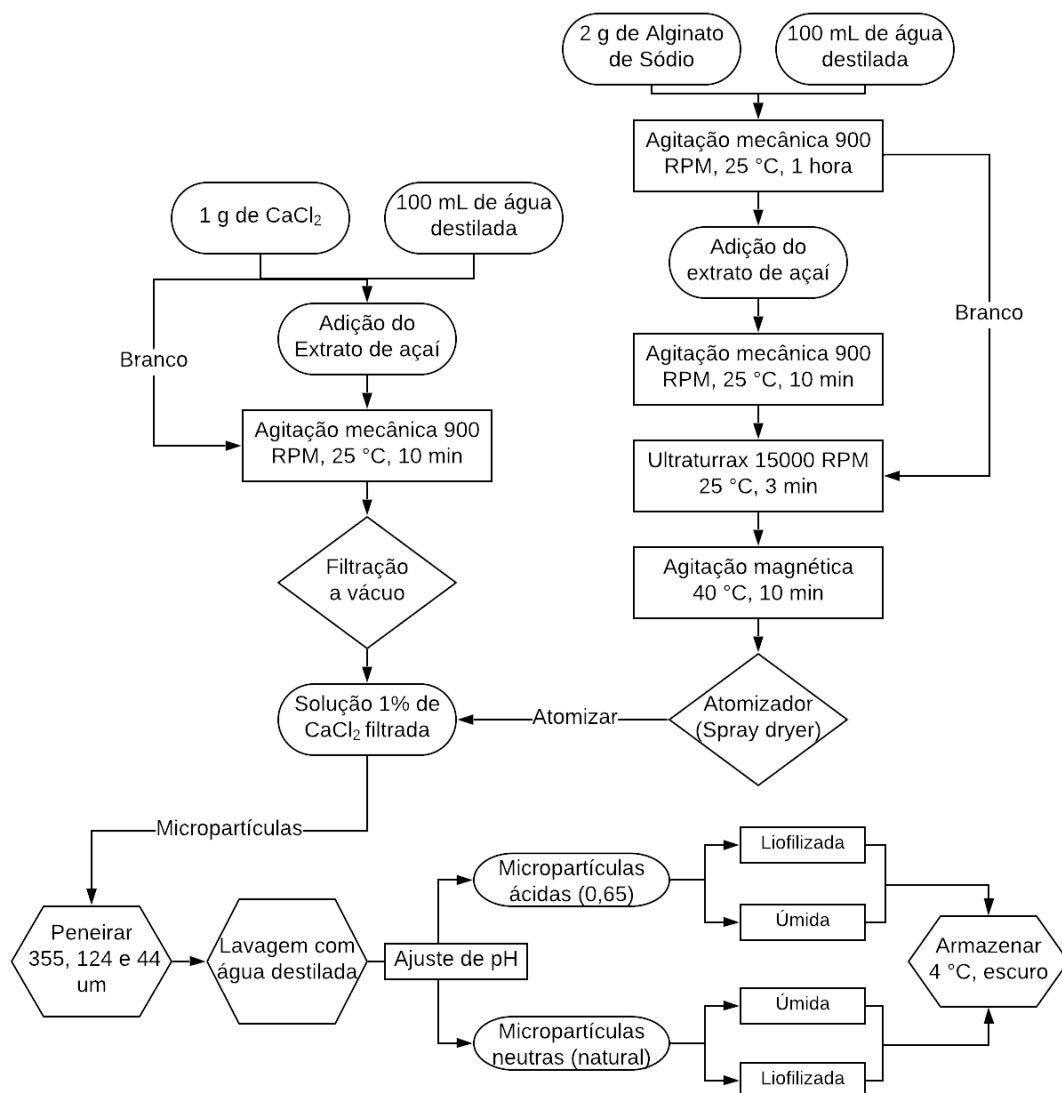 2 g de Alginato
de Sódio
100 mL de água
destilada
Agitação mecânica 900
RPM, 25 °C, 1 hora
1 g de CaCl₂
100 mL de água
destilada
Adição do
extrato de açaí
Branco
Adição do
Extrato de açaí
Branco
Agitação mecânica 900
RPM, 25 °C, 10 min
Agitação mecânica 900
RPM, 25 °C, 10 min
Ultraturrax 15000 RPM
25 °C, 3 min
Filtração
a vácuo
Agitação magnética
40 °C, 10 min
Solução 1% de
CaCl₂ filtrada
Atomizar
Atomizador
(Spray dryer)
Micropartículas
Peneirar
355, 124 e 44
um
Lavagem com
água destilada
Ajuste de pH
Micropartículas
ácidas (0,65)
Liofilizada
Úmida
Micropartículas
neutras (natural)
Úmida
Liofilizada
Armazenar
4 °C, escuro